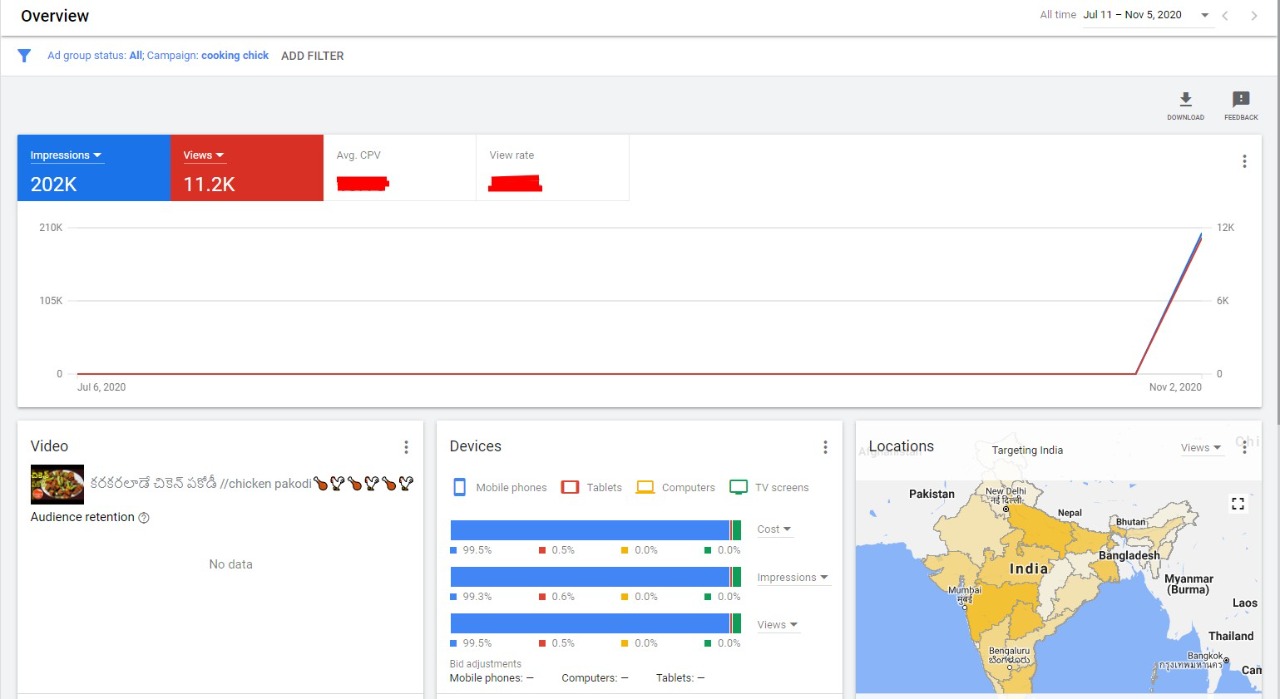 Overview
All time Jul 11 – Nov 5, 2020
Ad group status: All; Campaign: cooking chick ADD FILTER
DOWNLOAD FEEDBACK
Impressions Views Avg. CPV View rate
202K 11.2K
210K 12K
105K 6K
0 0
Jul 6, 2020 Nov 2, 2020
Video
కరకరలాడే చికెన్ పకోడీ //chicken pakodi
Audience retention
No data
Devices
Mobile phones Tablets Computers TV screens
Cost
99.5% 0.5% 0.0% 0.0%
Impressions
99.3% 0.6% 0.0% 0.0%
Views
99.5% 0.5% 0.0% 0.0%
Bid adjustments
Mobile phones: — Computers: — Tablets: —
Locations
Targeting India
Views
Afghanistan
Chi
Pakistan
New Delhi
नई दिल्ली
Nepal
Bhutan
Bangladesh
India
Mumbai
मुंबई
Myanmar
(Burma)
Laos
Thailand
Bengaluru
ಬೆಂಗಳೂರು
Bangkok
กรุงเทพมหานคร
Cam